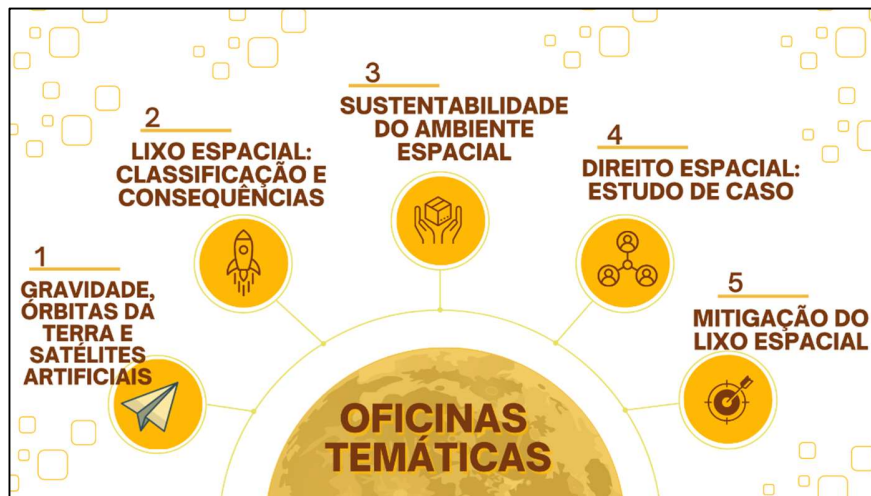 1
GRAVIDADE,
ÓRBITAS DA
TERRA E
SATÉLITES
ARTIFICIAIS
2
LIXO ESPACIAL:
CLASSIFICAÇÃO E
CONSEQUÊNCIAS
3
SUSTENTABILIDADE
DO AMBIENTE
ESPACIAL
4
DIREITO ESPACIAL:
ESTUDO DE CASO
5
MITIGAÇÃO DO
LIXO ESPACIAL
OFICINAS
TEMÁTICAS